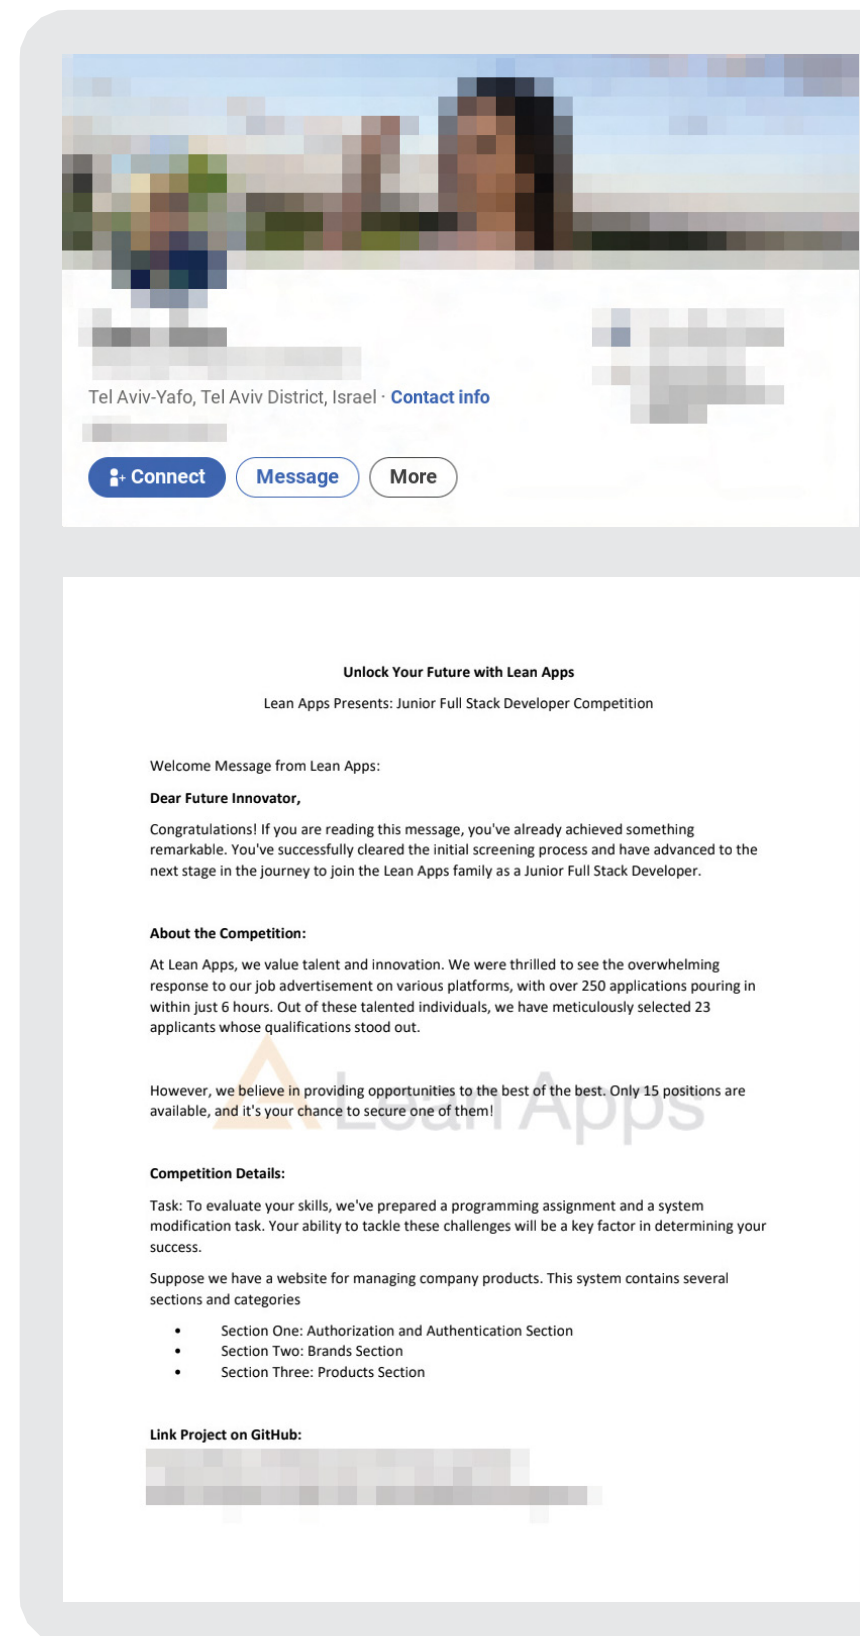 Tel Aviv-Yafo, Tel Aviv District, Israel · Contact info
Connect
Message
More
Unlock Your Future with Lean Apps
Lean Apps Presents: Junior Full Stack Developer Competition
Welcome Message from Lean Apps:
Dear Future Innovator,
Congratulations! If you are reading this message, you've already achieved something
remarkable. You've successfully cleared the initial screening process and have advanced to the
next stage in the journey to join the Lean Apps family as a Junior Full Stack Developer.
About the Competition:
At Lean Apps, we value talent and innovation. We were thrilled to see the overwhelming
response to our job advertisement on various platforms, with over 250 applications pouring in
within just 6 hours. Out of these talented individuals, we have meticulously selected 23
applicants whose qualifications stood out.
However, we believe in providing opportunities to the best of the best. Only 15 positions are
available, and it's your chance to secure one of them!
Lean Apps
Competition Details:
Task: To evaluate your skills, we've prepared a programming assignment and a system
modification task. Your ability to tackle these challenges will be a key factor in determining your
success.
Suppose we have a website for managing company products. This system contains several
sections and categories
• Section One: Authorization and Authentication Section
• Section Two: Brands Section
• Section Three: Products Section
Link Project on GitHub: